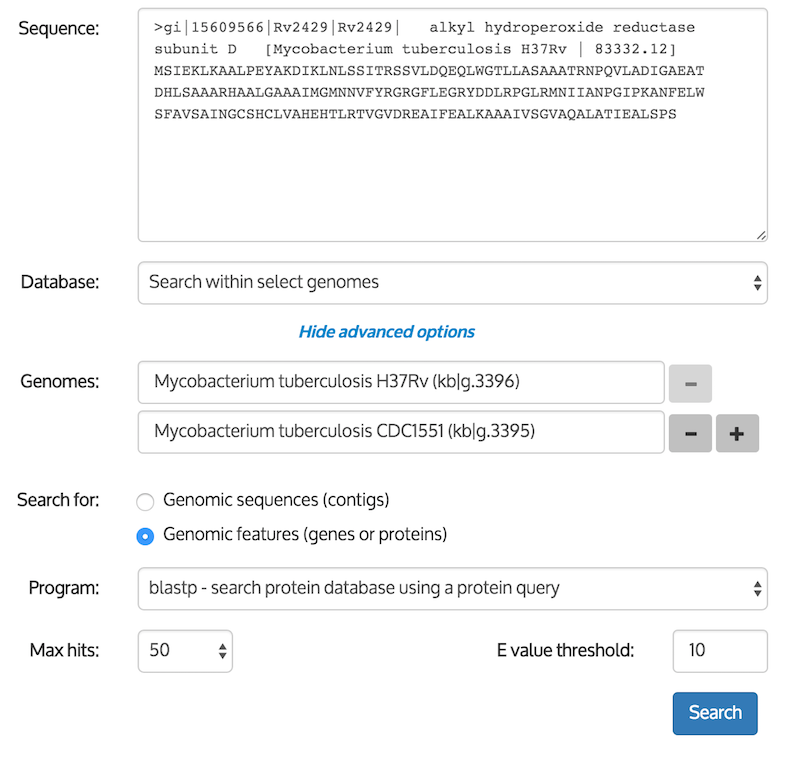 Sequence:
>gi|15609566|Rv2429|Rv2429|   alkyl hydroperoxide reductase
subunit D   [Mycobacterium tuberculosis H37Rv | 83332.12]
MSIEKLKAALPEYAKDIKLNLSSITRSSVLDQEQLWGTLLASAAATRNPQVLADIGAEAT
DHLSAAARHAALGAAAIMGMNNVFYRGRGFLEGRYDDLRPGLRMNIIANPGIPKANFELW
SFAVSAINGCSHCLVAHEHTLRTVGVDREAIFEALKAAAIVSGVAQALATIEALSPS
Database: Search within select genomes
Hide advanced options
Genomes: Mycobacterium tuberculosis H37Rv (kb|g.3396) −
Mycobacterium tuberculosis CDC1551 (kb|g.3395) − +
Search for: Genomic sequences (contigs)
Genomic features (genes or proteins)
Program: blastp - search protein database using a protein query
Max hits: 50 E value threshold: 10
Search